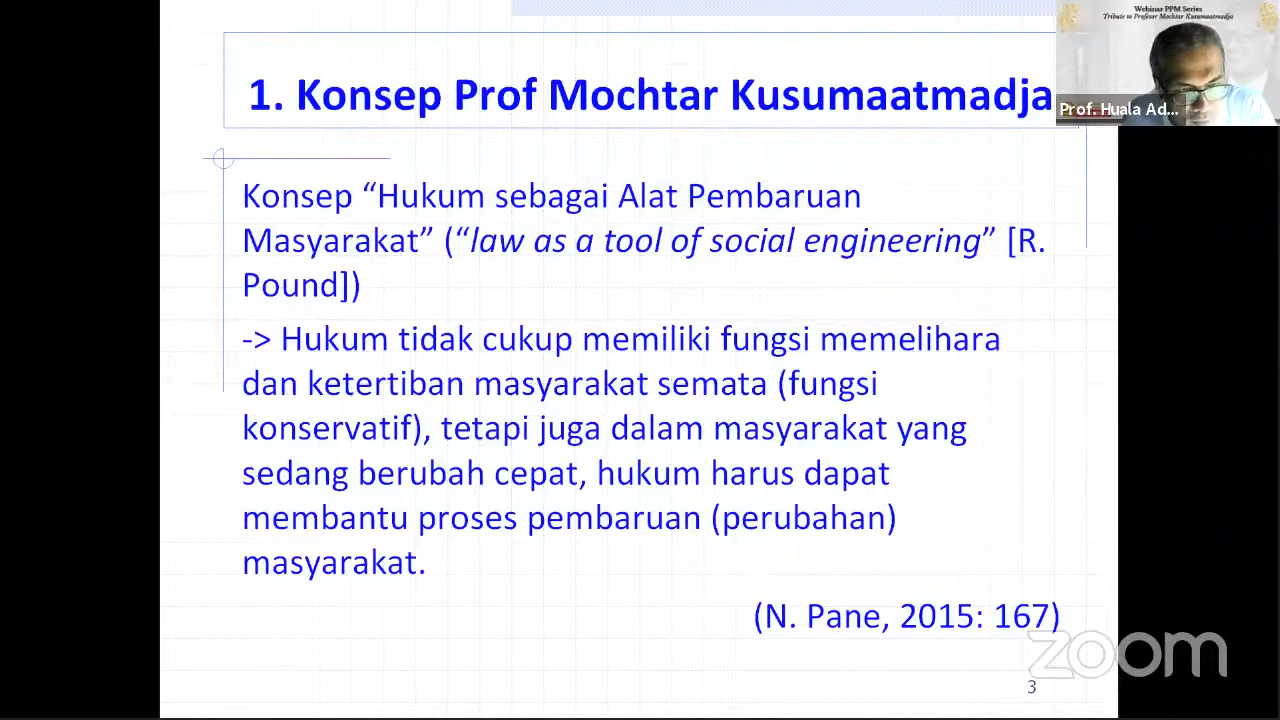 Webinar PPM Series
Tribute to Profesor Mochtar Kusumaatmadja
Prof. Huala Ad...
1. Konsep Prof Mochtar Kusumaatmadja
Konsep “Hukum sebagai Alat Pembaruan
Masyarakat” (“law as a tool of social engineering” [R.
Pound])
-> Hukum tidak cukup memiliki fungsi memelihara
dan ketertiban masyarakat semata (fungsi
konservatif), tetapi juga dalam masyarakat yang
sedang berubah cepat, hukum harus dapat
membantu proses pembaruan (perubahan)
masyarakat.
(N. Pane, 2015: 167)
zoom
3